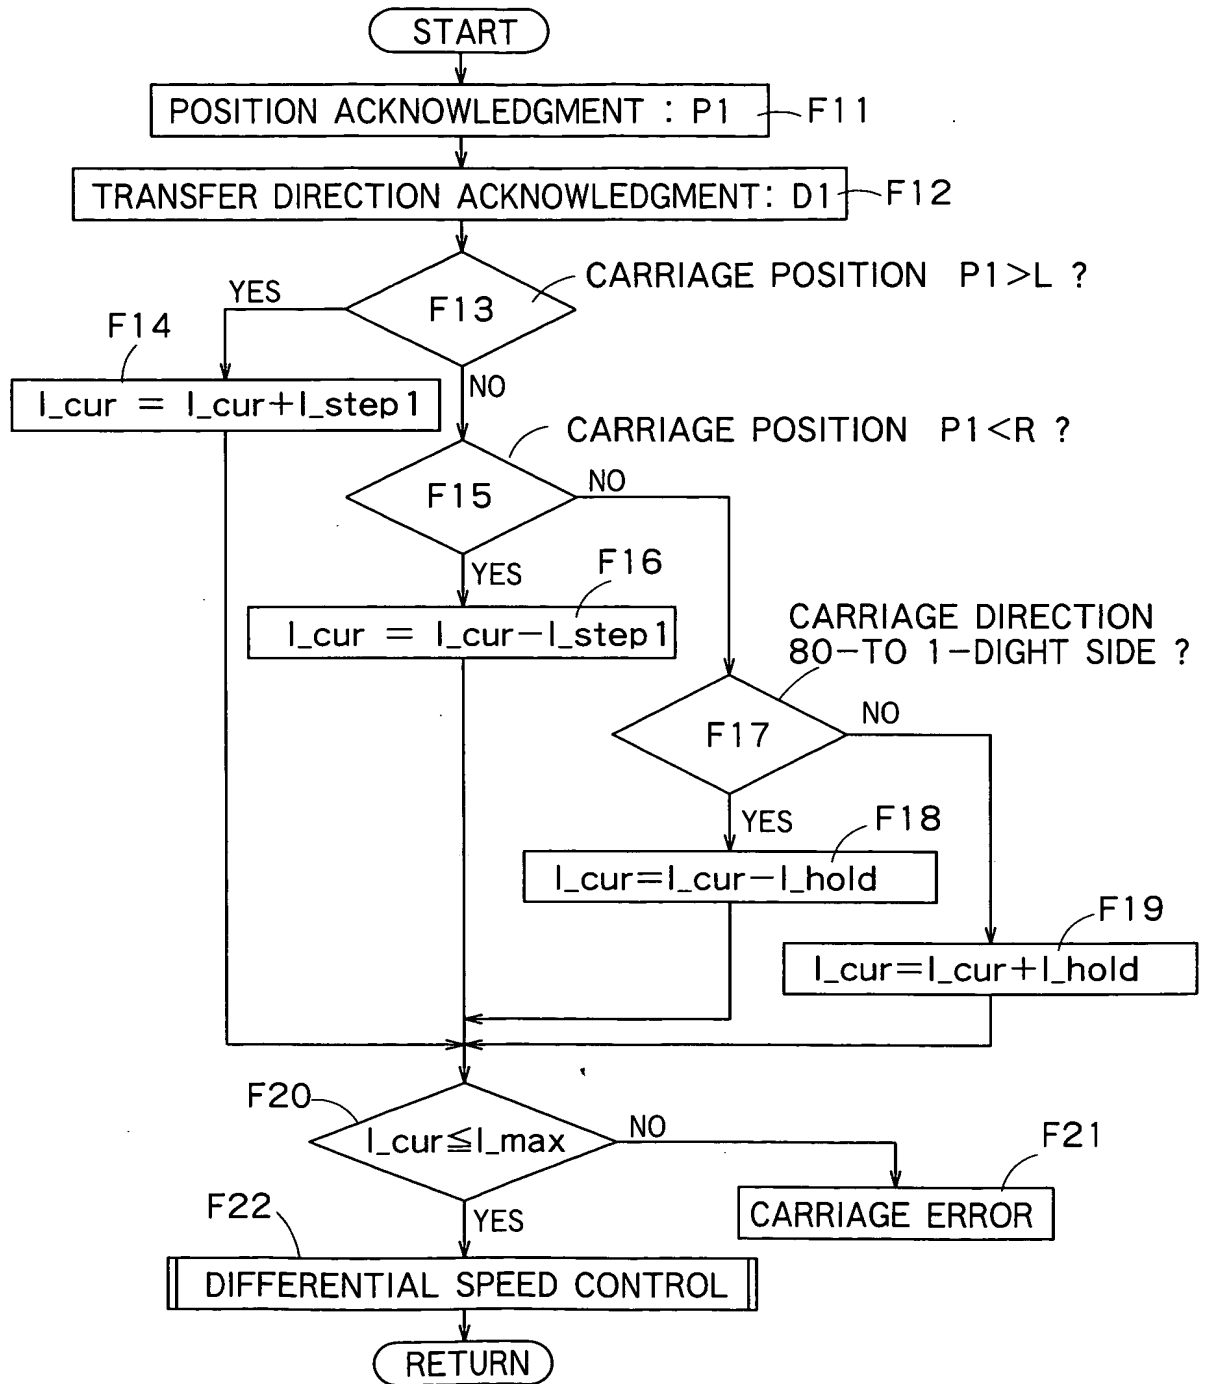 START
POSITION ACKNOWLEDGMENT : P1
F11
TRANSFER DIRECTION ACKNOWLEDGMENT: D1
F12
CARRIAGE POSITION P1>L ?
YES
F13
F14
NO
I_cur = I_cur+I_step1
CARRIAGE POSITION P1<R ?
F15
NO
YES
F16
I_cur = I_cur-I_step1
CARRIAGE DIRECTION
80-TO 1-DIGHT SIDE ?
F17
NO
YES
F18
I_cur=I_cur-I_hold
F19
I_cur=I_cur+I_hold
F20
I_cur≦I_max
NO
F21
CARRIAGE ERROR
F22
YES
DIFFERENTIAL SPEED CONTROL
RETURN